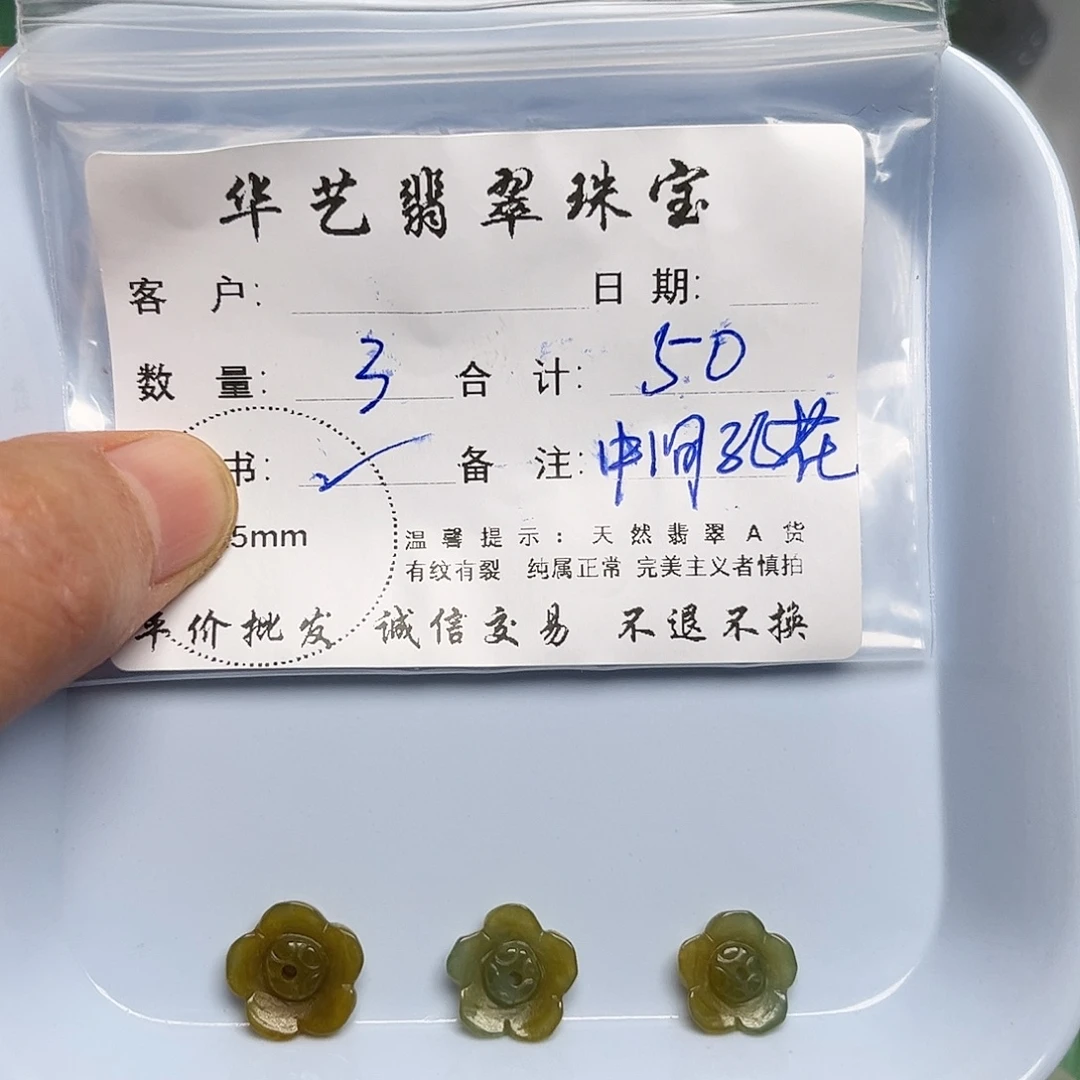 华艺翡翠珠宝
客户: 日期:
数量: 3 合计: 50
书: ✓ 备注: 中间孔花
5mm 温馨提示: 天然翡翠A货
有纹有裂 纯属正常 完美主义者慎拍
平价批发 诚信交易 不退不换